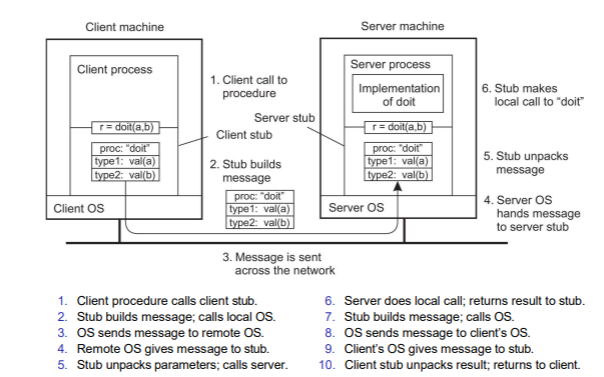 Client machine
Server machine
Client process
1. Client call to
procedure
Server process
Implementation
of doit
6. Stub makes
local call to "doit"
Server stub
r = doit(a,b)
Client stub
r = doit(a,b)
proc: "doit"
type1: val(a)
type2: val(b)
2. Stub builds
message
proc: "doit"
type1: val(a)
type2: val(b)
proc: "doit"
type1: val(a)
type2: val(b)
5. Stub unpacks
message
4. Server OS
hands message
to server stub
Client OS
Server OS
3. Message is sent
across the network
1. Client procedure calls client stub.
2. Stub builds message; calls local OS.
3. OS sends message to remote OS.
4. Remote OS gives message to stub.
5. Stub unpacks parameters; calls server.
6. Server does local call; returns result to stub.
7. Stub builds message; calls OS.
8. OS sends message to client's OS.
9. Client's OS gives message to stub.
10. Client stub unpacks result; returns to client.